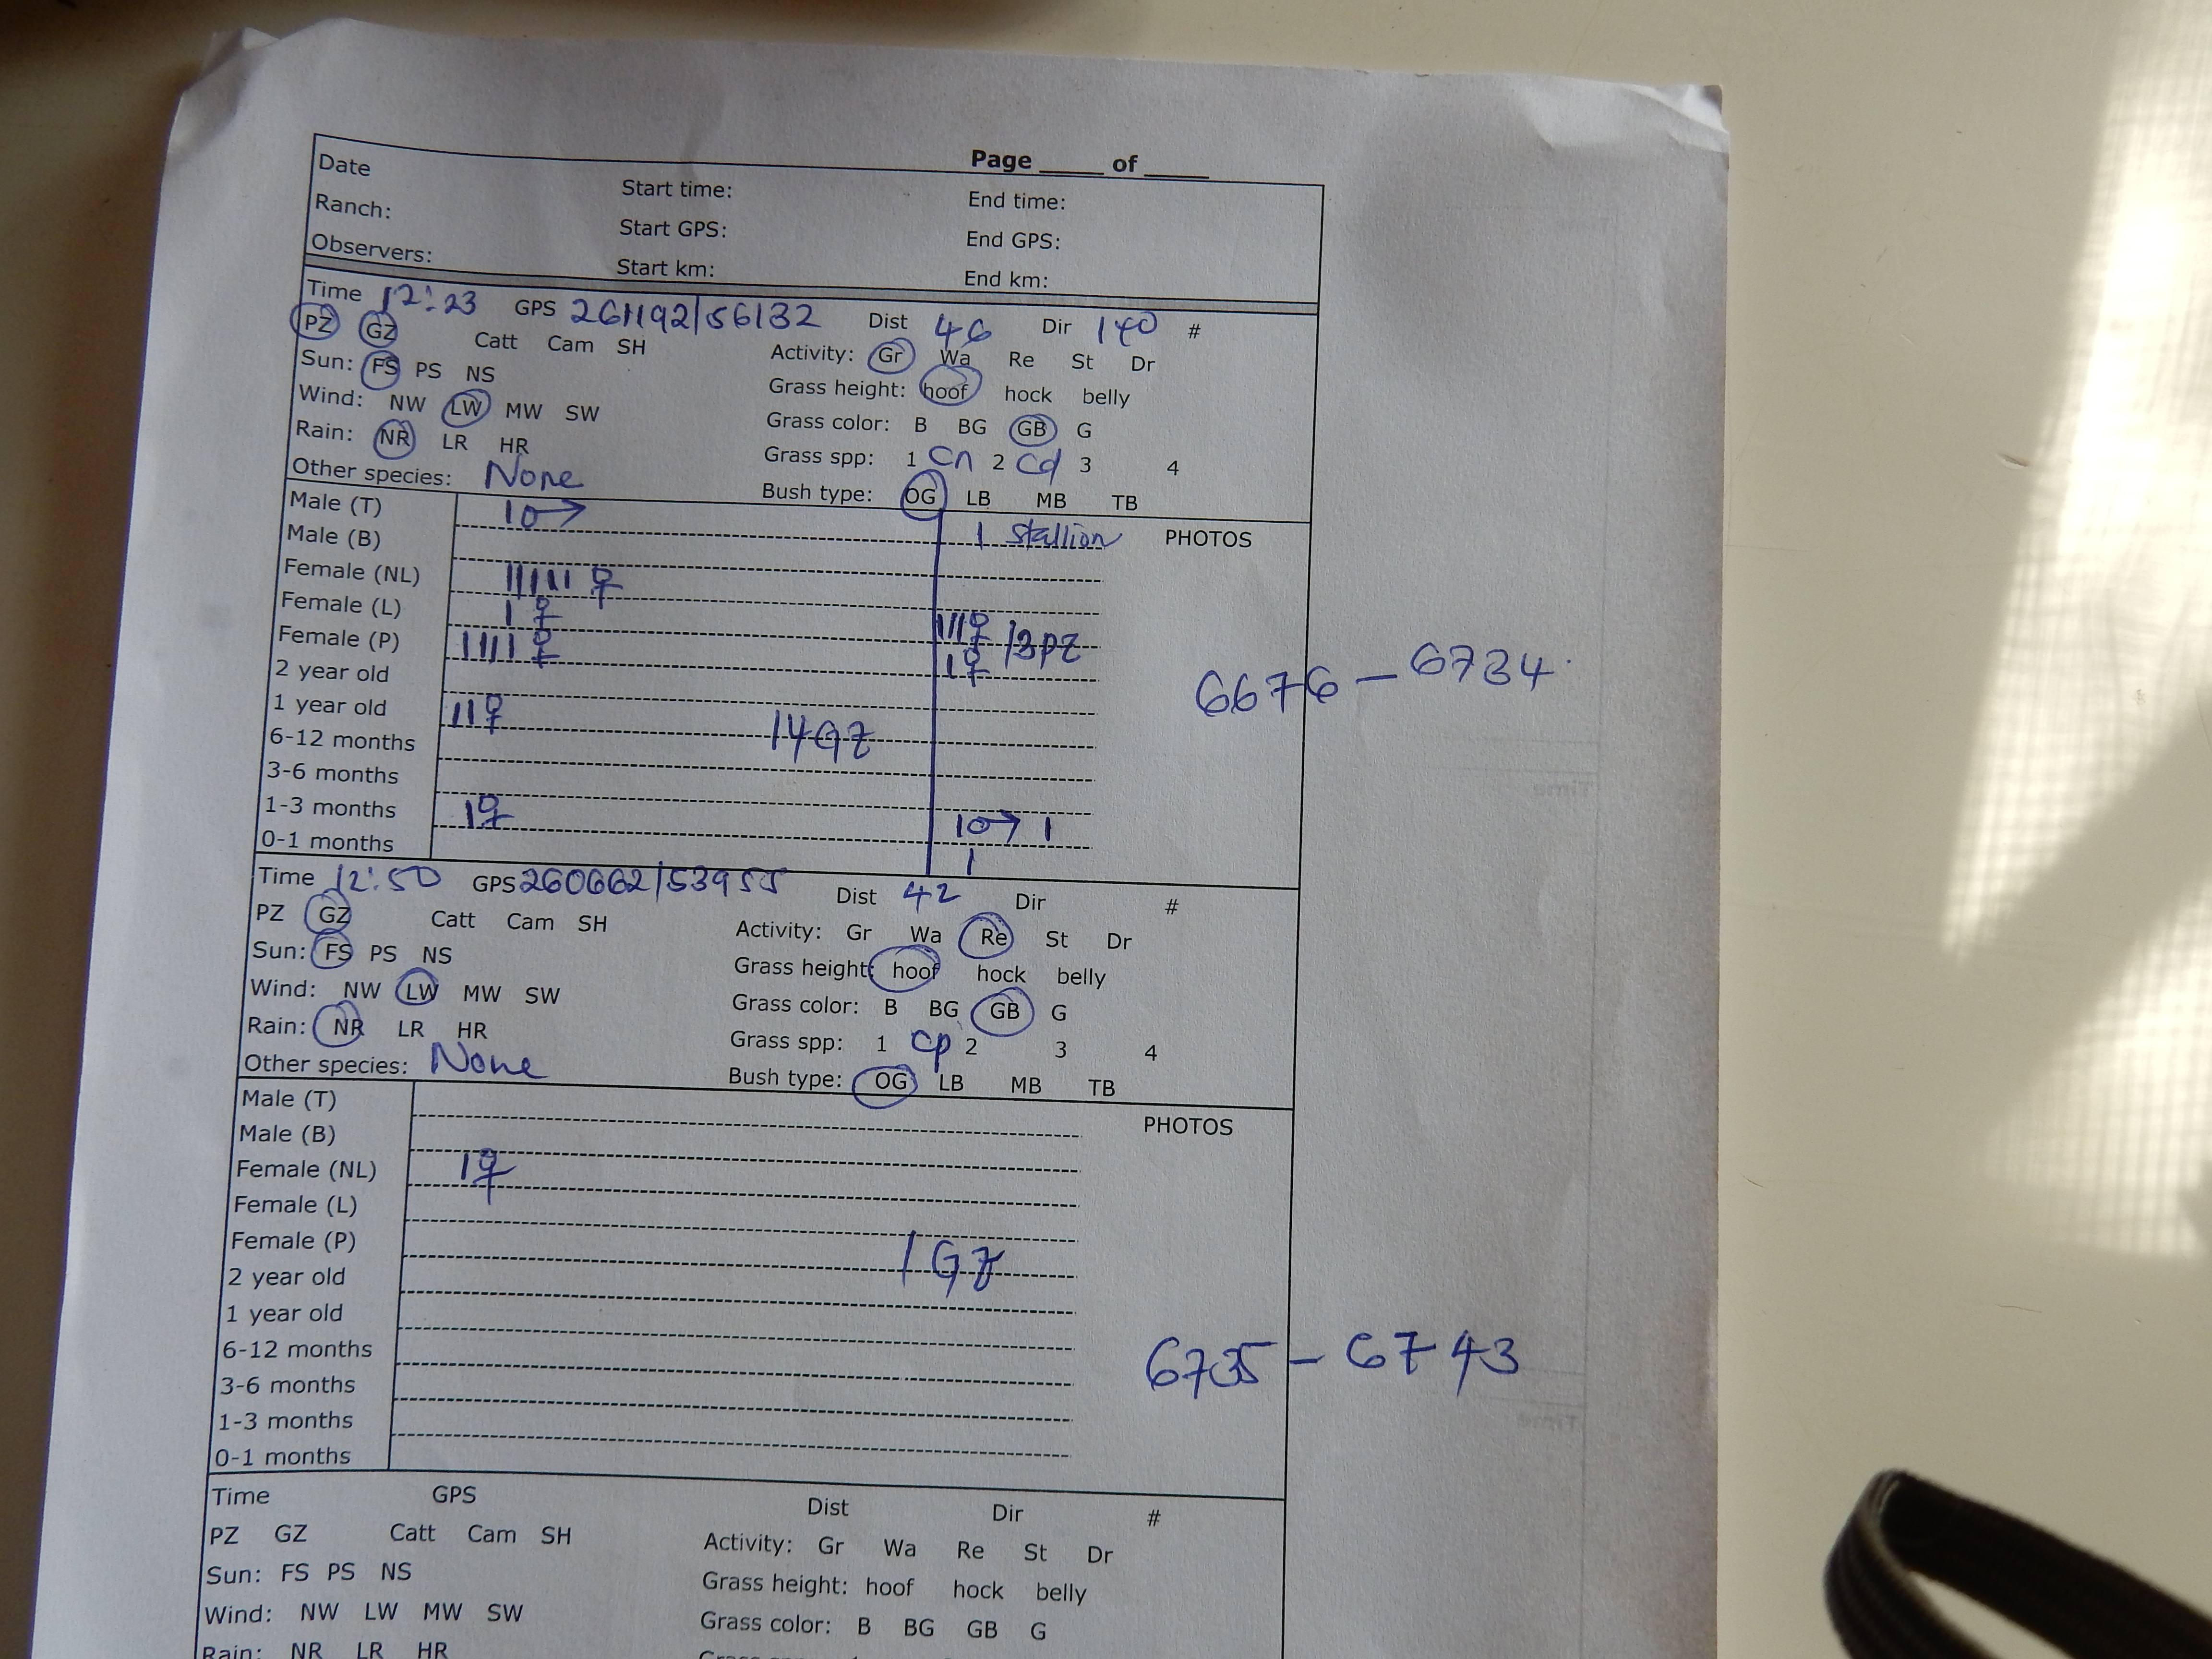 Page _____ of _____
Date Start time: End time:
Ranch: Start GPS: End GPS:
Observers: Start km: End km:
Time 12:23 GPS 261192/56132 Dist 46 Dir 140 #
PZ GZ Catt Cam SH Activity: Gr Wa Re St Dr
Sun: FS PS NS Grass height: hoof hock belly
Wind: NW LW MW SW Grass color: B BG GB G
Rain: NR LR HR Grass spp: 1 Cn 2 Cd 3 4
Other species: None Bush type: OG LB MB TB
Male (T) 1♂ 1 Stallion PHOTOS
Male (B)
Female (NL) IIIIII ♀
Female (L) I ♀ III♀ 13PZ
Female (P) IIII ♀ I♀
2 year old 6676 - 6734
1 year old II♀
6-12 months 14GZ
3-6 months
1-3 months I♀ 1♂ 1
0-1 months 1
Time 12:50 GPS 260662/53955 Dist 42 Dir #
PZ GZ Catt Cam SH Activity: Gr Wa Re St Dr
Sun: FS PS NS Grass height: hoof hock belly
Wind: NW LW MW SW Grass color: B BG GB G
Rain: NR LR HR Grass spp: 1 Cp 2 3 4
Other species: None Bush type: OG LB MB TB
Male (T) PHOTOS
Male (B)
Female (NL) I♀
Female (L)
Female (P) 1 GZ
2 year old
1 year old
6-12 months 6735 - 6743
3-6 months
1-3 months
0-1 months
Time GPS Dist Dir #
PZ GZ Catt Cam SH Activity: Gr Wa Re St Dr
Sun: FS PS NS Grass height: hoof hock belly
Wind: NW LW MW SW Grass color: B BG GB G
Rain: NR LR HR